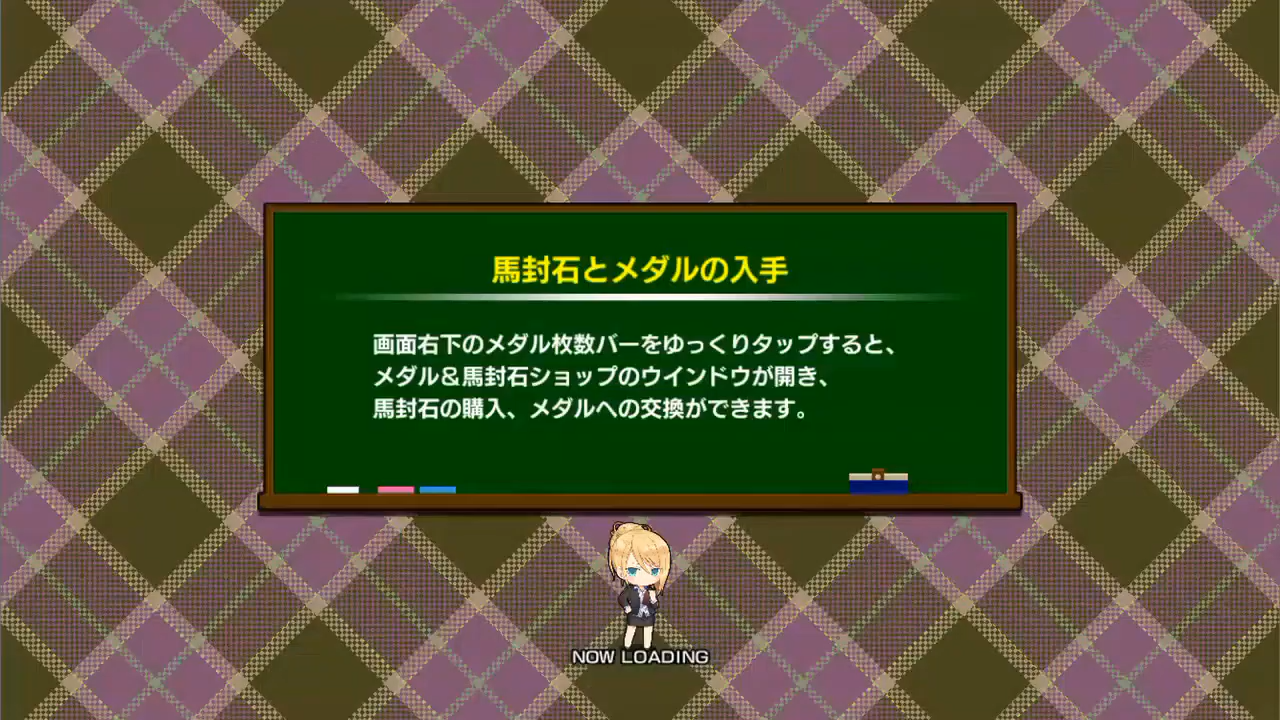 馬封石とメダルの入手
画面右下のメダル枚数バーをゆっくりタップすると、
メダル＆馬封石ショップのウインドウが開き、
馬封石の購入、メダルへの交換ができます。
NOW LOADING